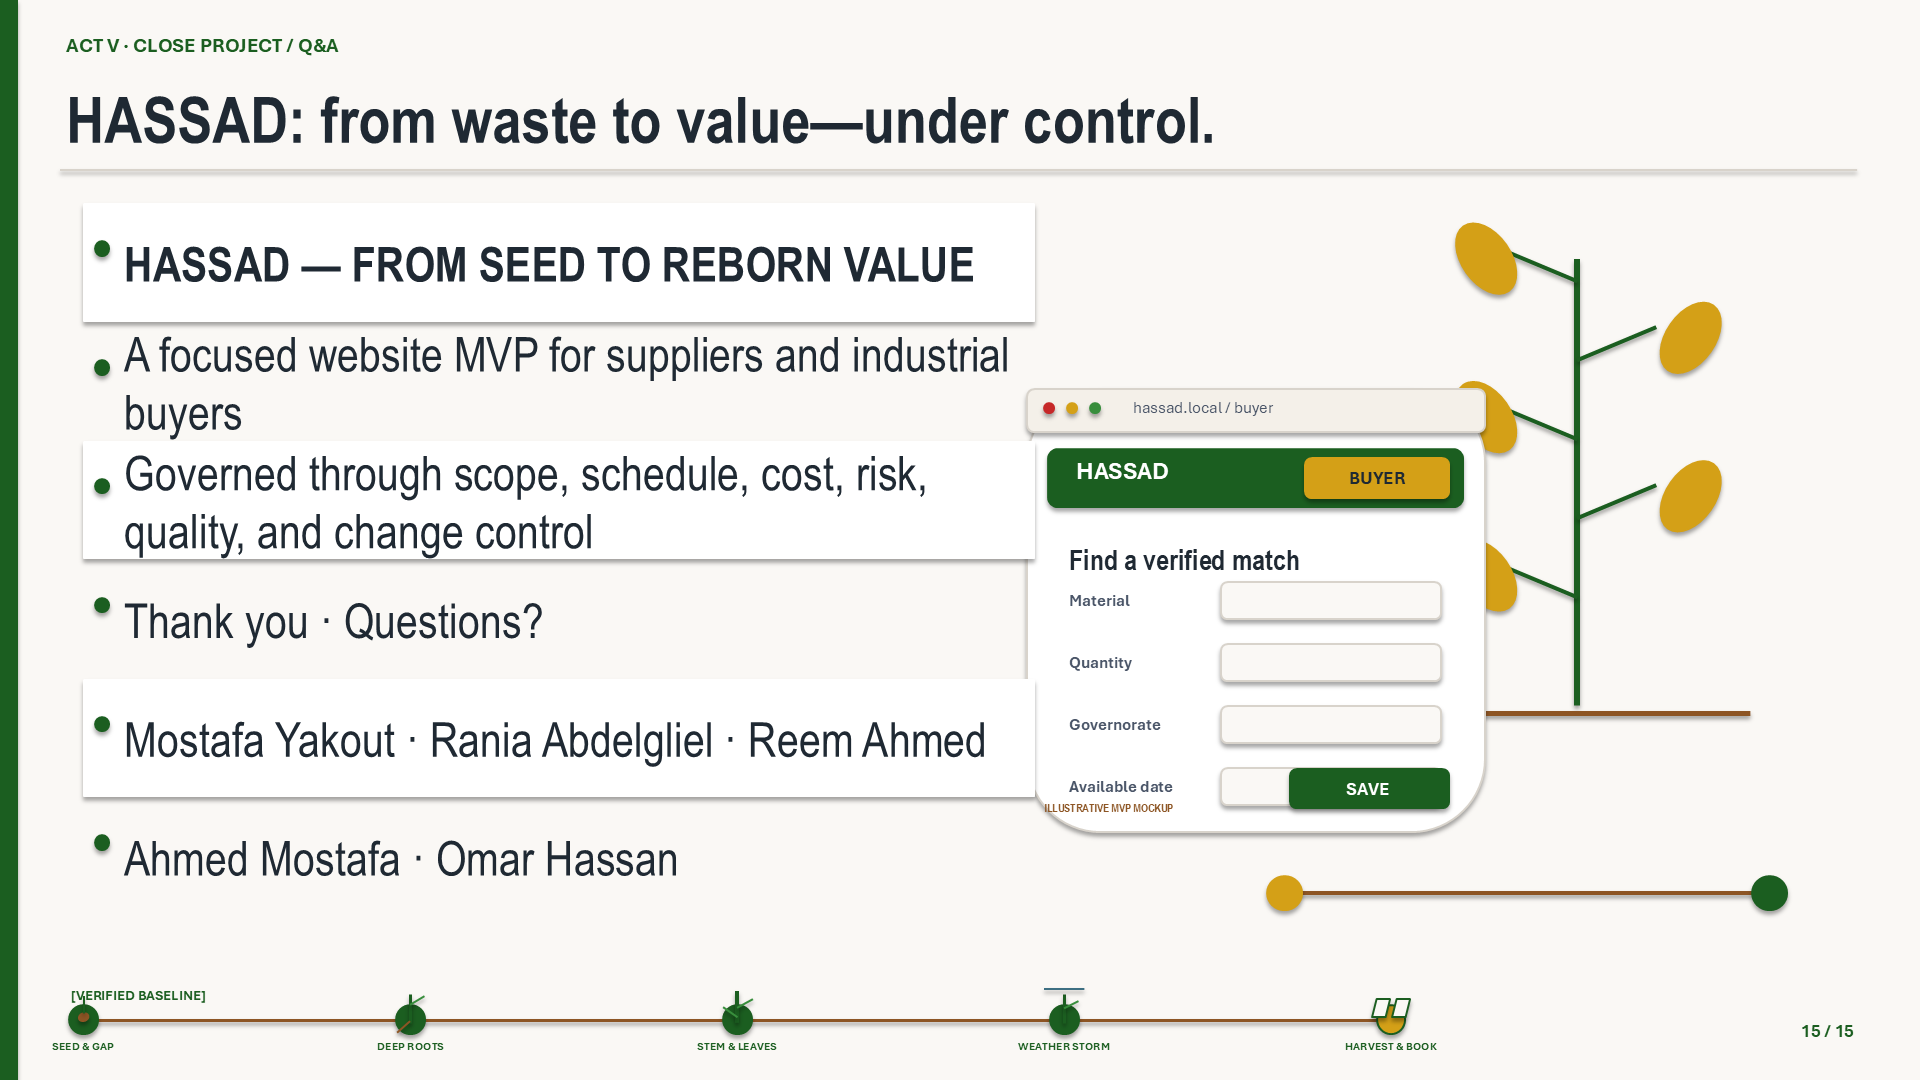 ACT V · CLOSE PROJECT / Q&A
HASSAD: from waste to value—under control.
HASSAD — FROM SEED TO REBORN VALUE
A focused website MVP for suppliers and industrial
buyers
Governed through scope, schedule, cost, risk,
quality, and change control
Thank you · Questions?
Mostafa Yakout · Rania Abdelgliel · Reem Ahmed
Ahmed Mostafa · Omar Hassan
hassad.local / buyer
HASSAD
BUYER
Find a verified match
Material
Quantity
Governorate
Available date
SAVE
ILLUSTRATIVE MVP MOCKUP
[VERIFIED BASELINE]
SEED & GAP
DEEP ROOTS
STEM & LEAVES
WEATHER STORM
HARVEST & BOOK
15 / 15